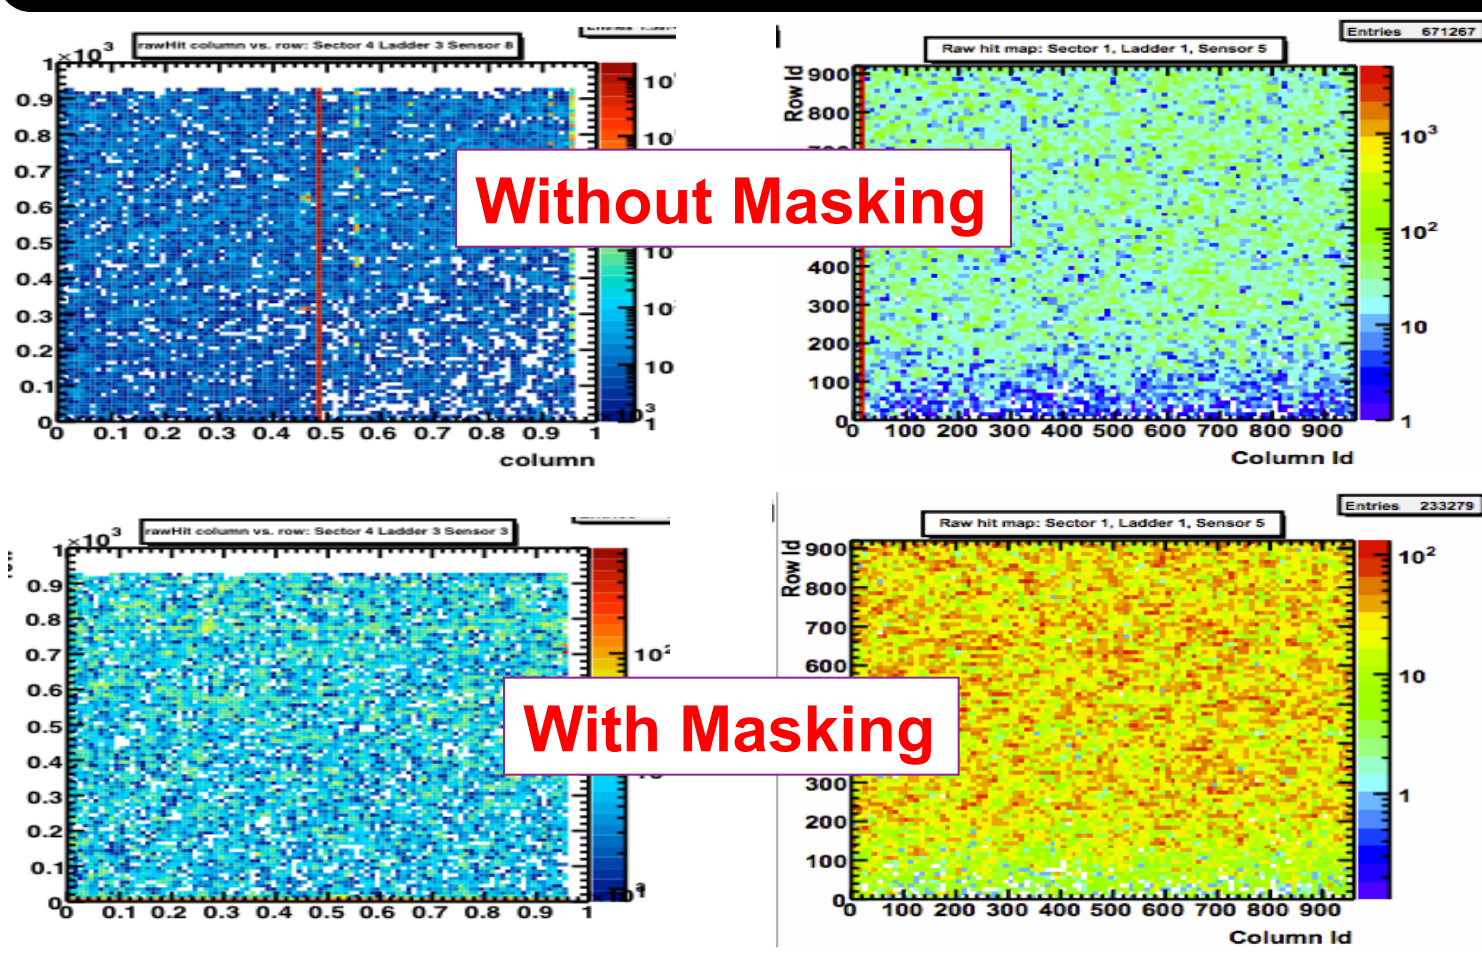 rawHit column vs. row: Sector 4 Ladder 3 Sensor 8
×10³
1
0.9
0.8
0.7
0.6
0.5
0.4
0.3
0.2
0.1
0
0 0.1 0.2 0.3 0.4 0.5 0.6 0.7 0.8 0.9 1
column
Entries 671267
Raw hit map: Sector 1, Ladder 1, Sensor 5
Row Id
900
800
400
300
200
100
0
0 100 200 300 400 500 600 700 800 900
Column Id
10³
10²
10
1
Without Masking
rawHit column vs. row: Sector 4 Ladder 3 Sensor 3
×10³
1
0.9
0.8
0.7
0.6
0.5
0.4
0.3
0.2
0.1
0
0 0.1 0.2 0.3 0.4 0.5 0.6 0.7 0.8 0.9 1
10²
Entries 233279
Raw hit map: Sector 1, Ladder 1, Sensor 5
Row Id
900
800
700
600
300
200
100
0
0 100 200 300 400 500 600 700 800 900
Column Id
10²
10
1
With Masking